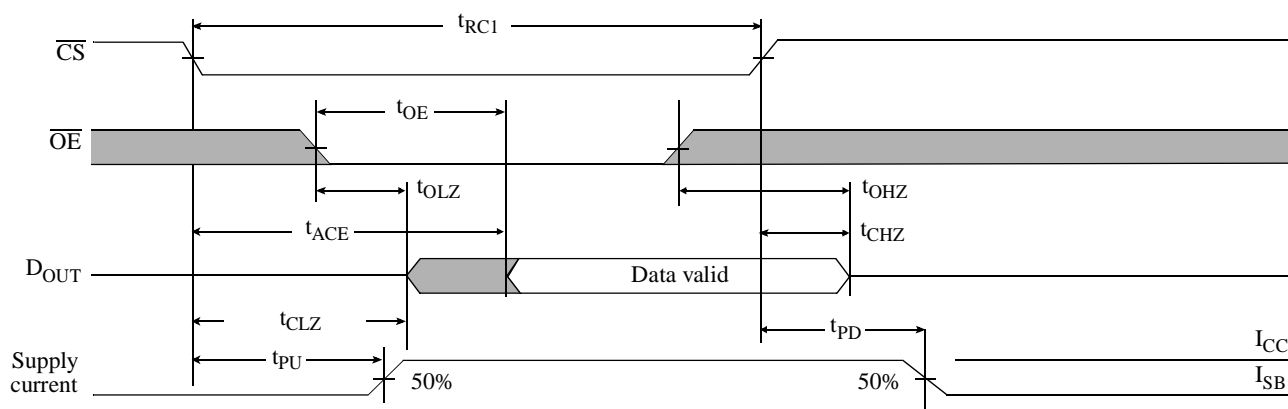 tRC1
CS
tOE
OE
tOLZ
tOHZ
tACE
tCHZ
DOUT
Data valid
tCLZ
tPD
tPU
ICC
Supply
current
50%
50%
ISB